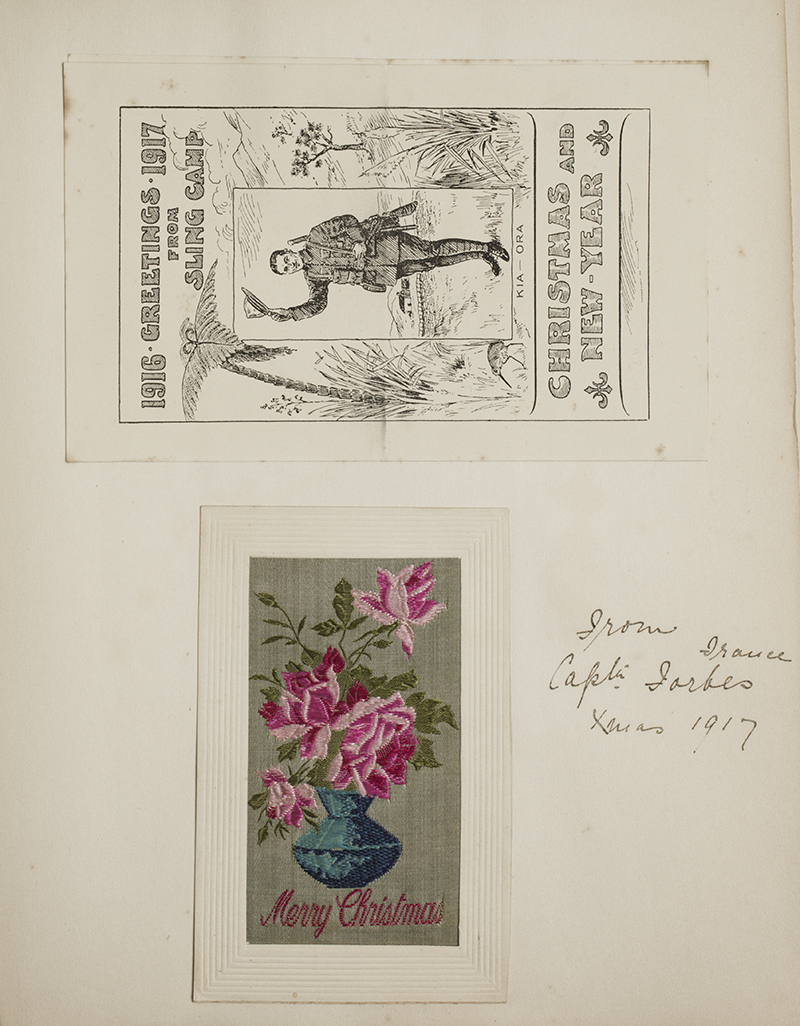 1916 · GREETINGS · 1917
FROM
SLING CAMP
KIA - ORA
CHRISTMAS AND
NEW-YEAR
Merry Christmas
From
France
Captn Forbes
Xmas 1917